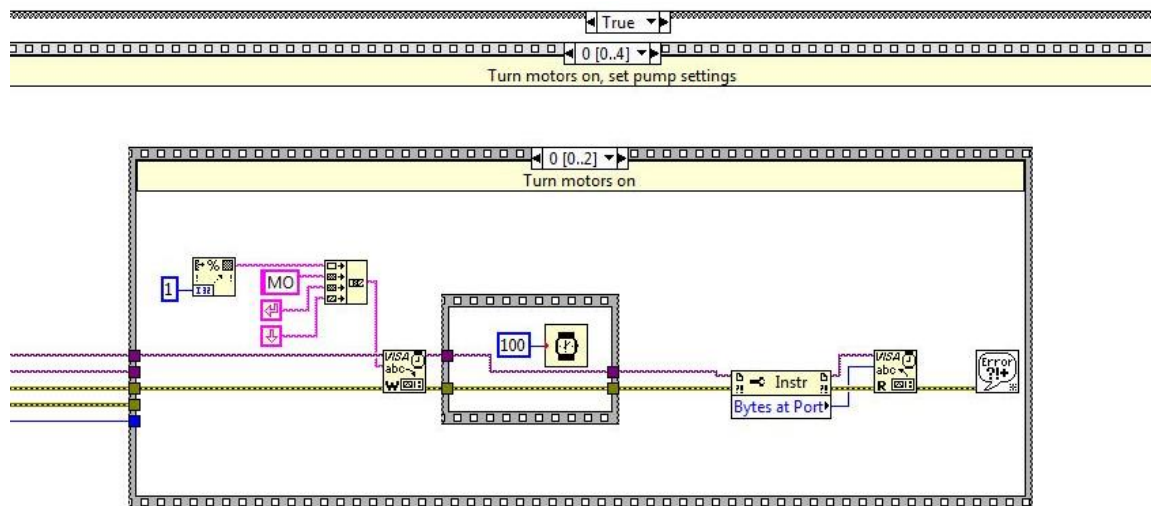 True
0 [0..4]
Turn motors on, set pump settings
0 [0..2]
Turn motors on
%
1
I32
MO
100
VISA
abc
W
Instr
Bytes at Port
VISA
abc
R
Error
?!+